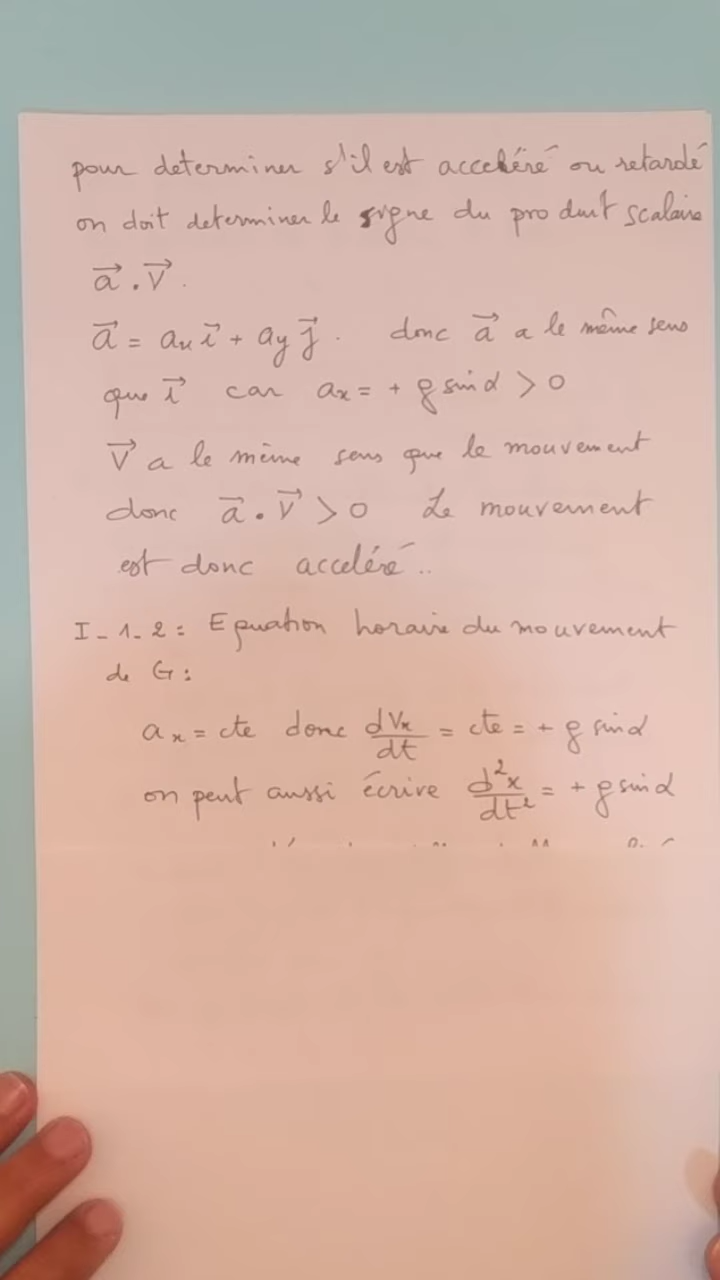 pour determiner s'il est acceléré ou retardé
on doit determiner le signe du produit scalaire
a⃗ . v⃗.
a⃗ = ax i⃗ + ay j⃗. donc a⃗ a le même sens
que i⃗ car ax = + g sin α > 0
V⃗ a le même sens que le mouvement
donc a⃗ . v⃗ > 0 Le mouvement
est donc acceléré..
I - 1 - 2 : Equation horaire du mouvement
de G :
ax = cte donc dVx/dt = cte = + g sin α
on peut aussi écrive d²x/dt² = + g sin α